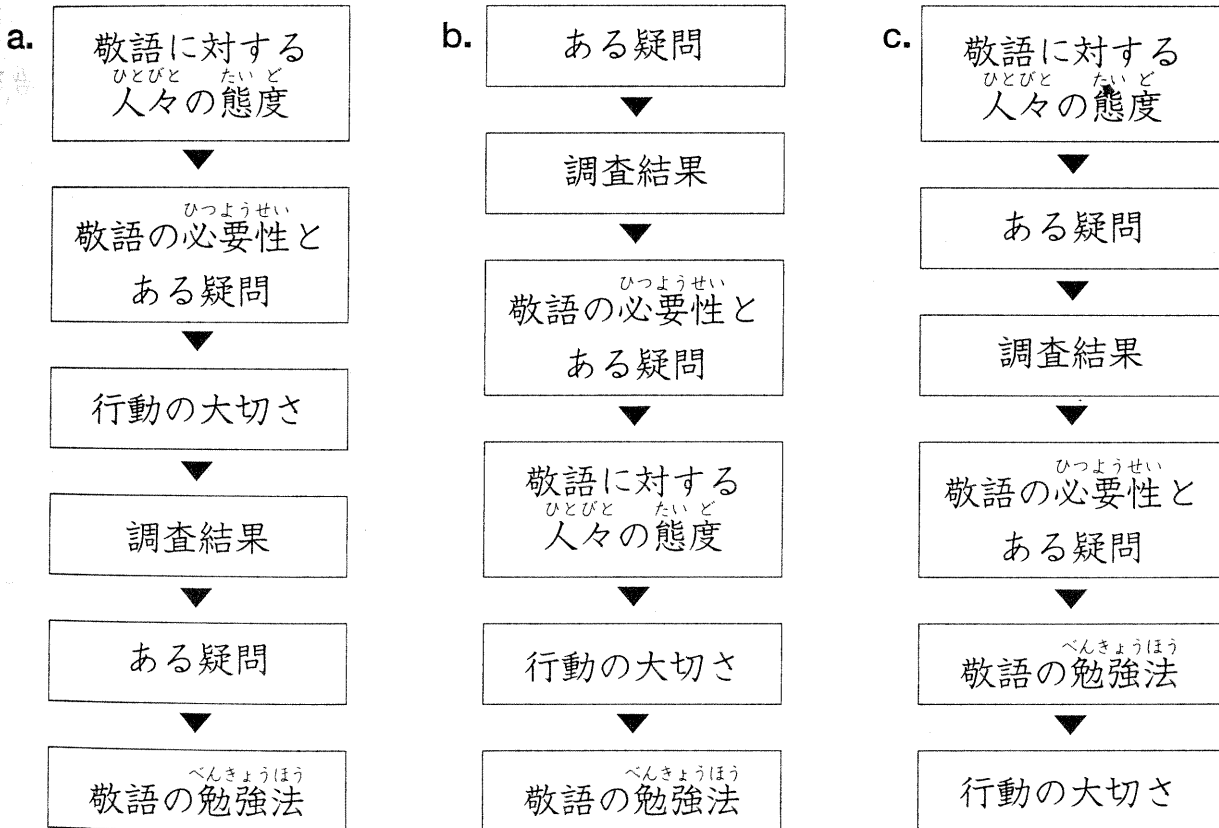 a.
敬語に対する
ひとびと たいど
人々の態度
ひつようせい
敬語の必要性と
ある疑問
行動の大切さ
調査結果
ある疑問
べんきょうほう
敬語の勉強法
b.
ある疑問
調査結果
ひつようせい
敬語の必要性と
ある疑問
敬語に対する
ひとびと たいど
人々の態度
行動の大切さ
べんきょうほう
敬語の勉強法
c.
敬語に対する
ひとびと たいど
人々の態度
ある疑問
調査結果
ひつようせい
敬語の必要性と
ある疑問
べんきょうほう
敬語の勉強法
行動の大切さ